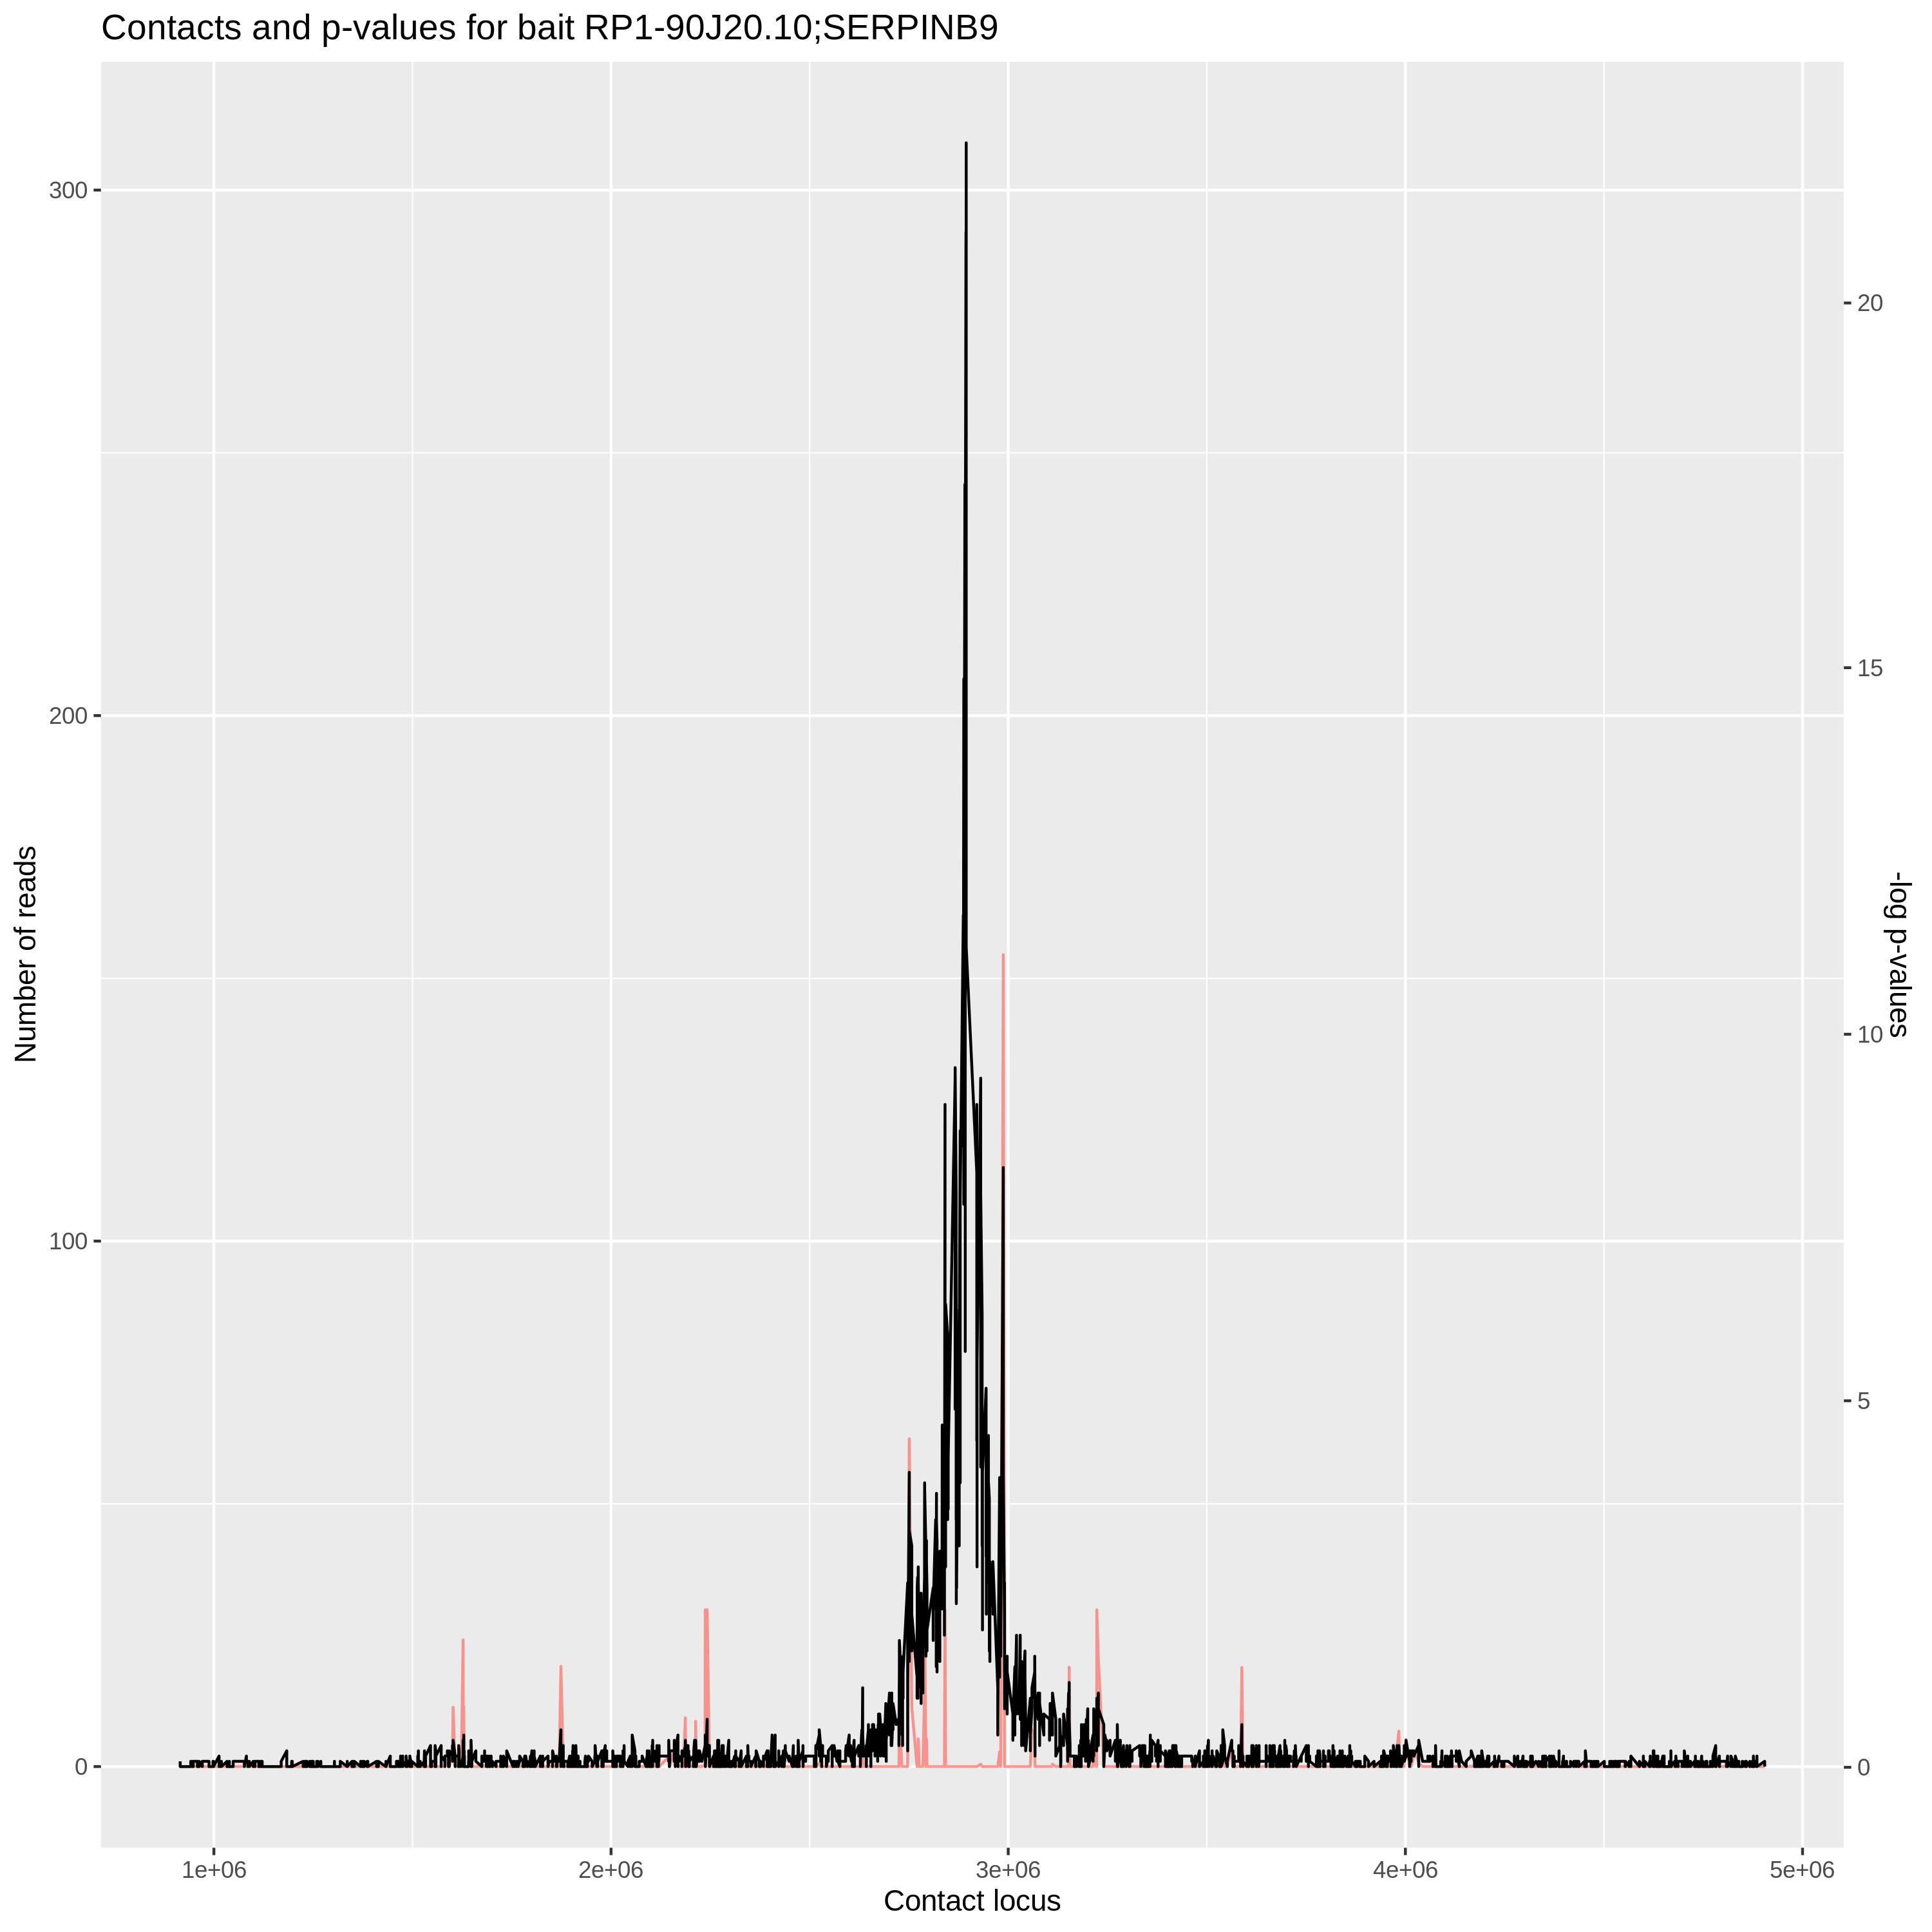 Contacts and p-values for bait RP1-90J20.10;SERPINB9
300
200
100
0
Number of reads
20
15
10
5
0
-log p-values
1e+06
2e+06
3e+06
4e+06
5e+06
Contact locus